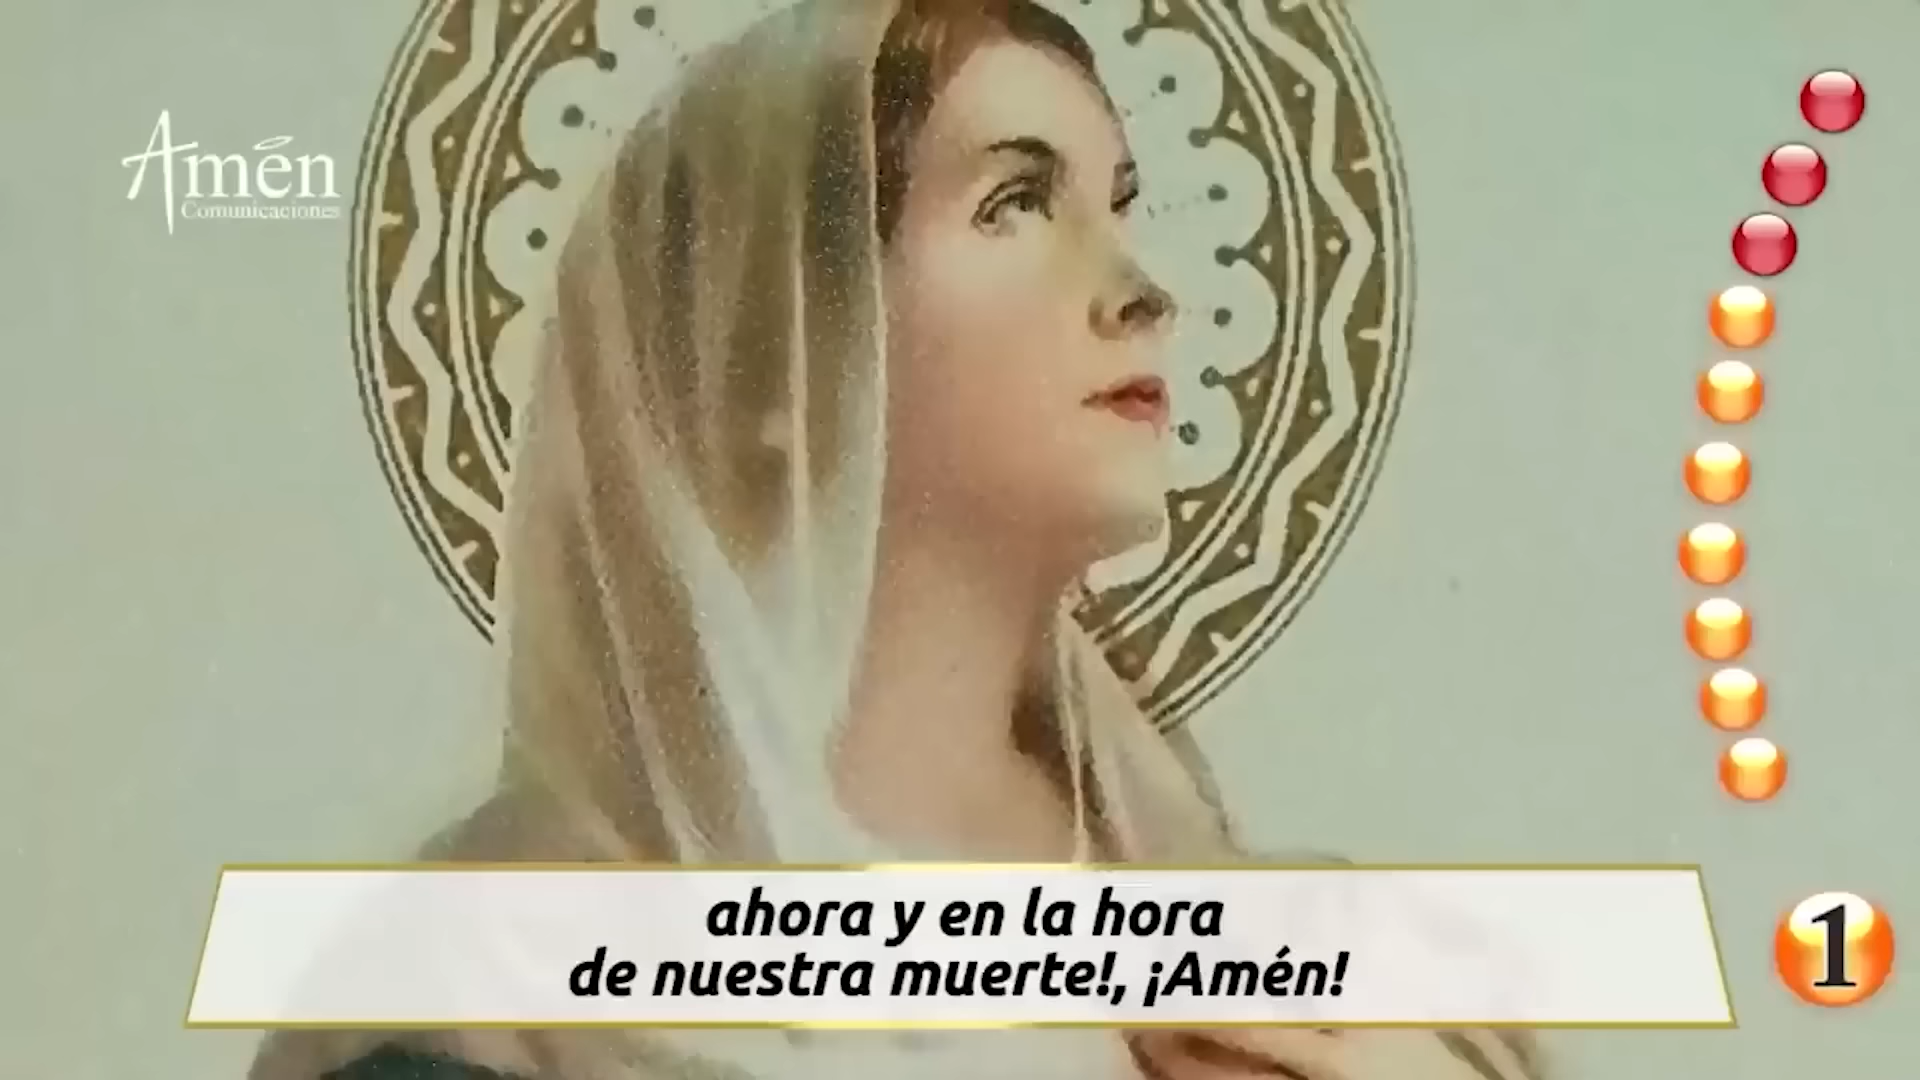 Amén
Comunicaciones
ahora y en la hora
de nuestra muerte!, ¡Amén!
1